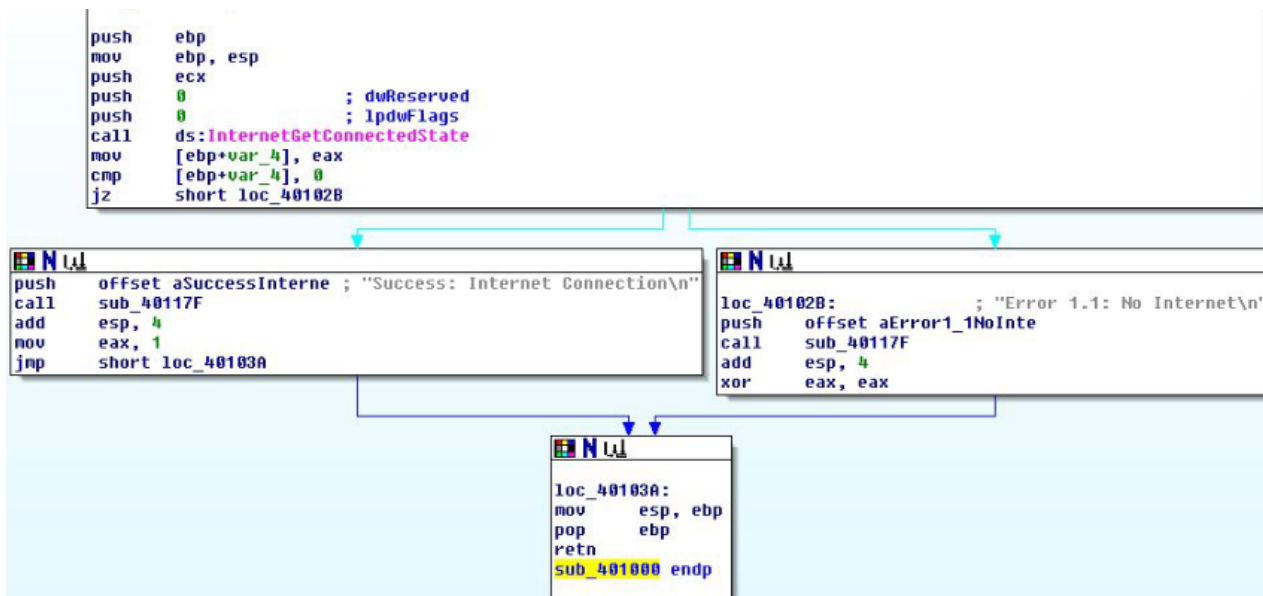 push ebp
mov ebp, esp
push ecx
push 0 ; dwReserved
push 0 ; lpdwFlags
call ds:InternetGetConnectedState
mov [ebp+var_4], eax
cmp [ebp+var_4], 0
jz short loc_40102B
push offset aSuccessInterne ; "Success: Internet Connection\n"
call sub_40117F
add esp, 4
mov eax, 1
jmp short loc_40103A
loc_40102B: ; "Error 1.1: No Internet\n"
push offset aError1_1NoInte
call sub_40117F
add esp, 4
xor eax, eax
loc_40103A:
mov esp, ebp
pop ebp
retn
sub_401000 endp